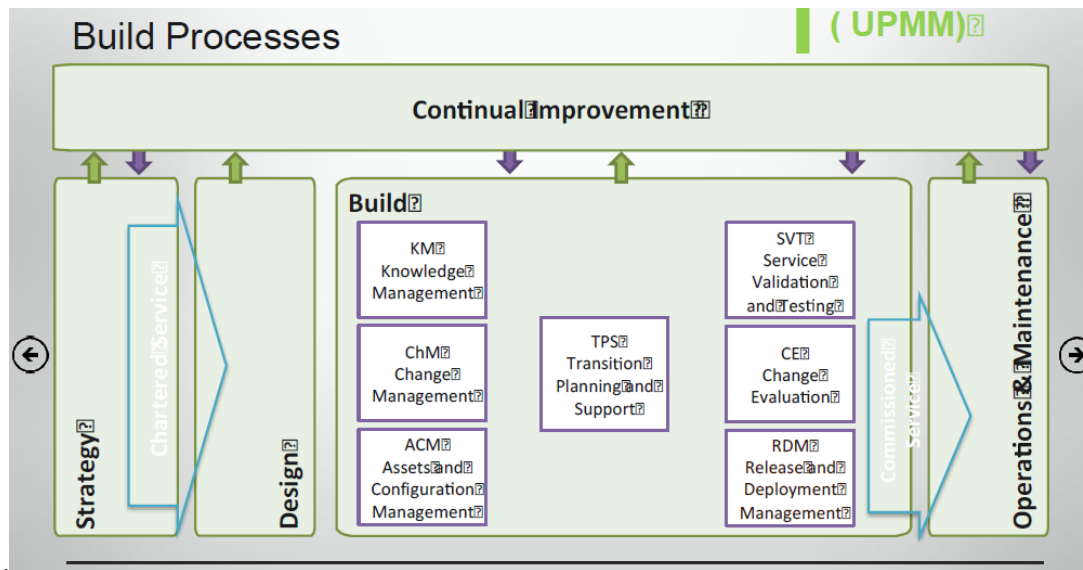 Build Processes
( UPMM)
Continual Improvement
Strategy
Chartered Service
Design
Build
KM
Knowledge
Management
ChM
Change
Management
ACM
Assets and
Configuration
Management
TPS
Transition
Planning and
Support
SVT
Service
Validation
and Testing
CE
Change
Evaluation
RDM
Release and
Deployment
Management
Commissioned
Service
Operations & Maintenance